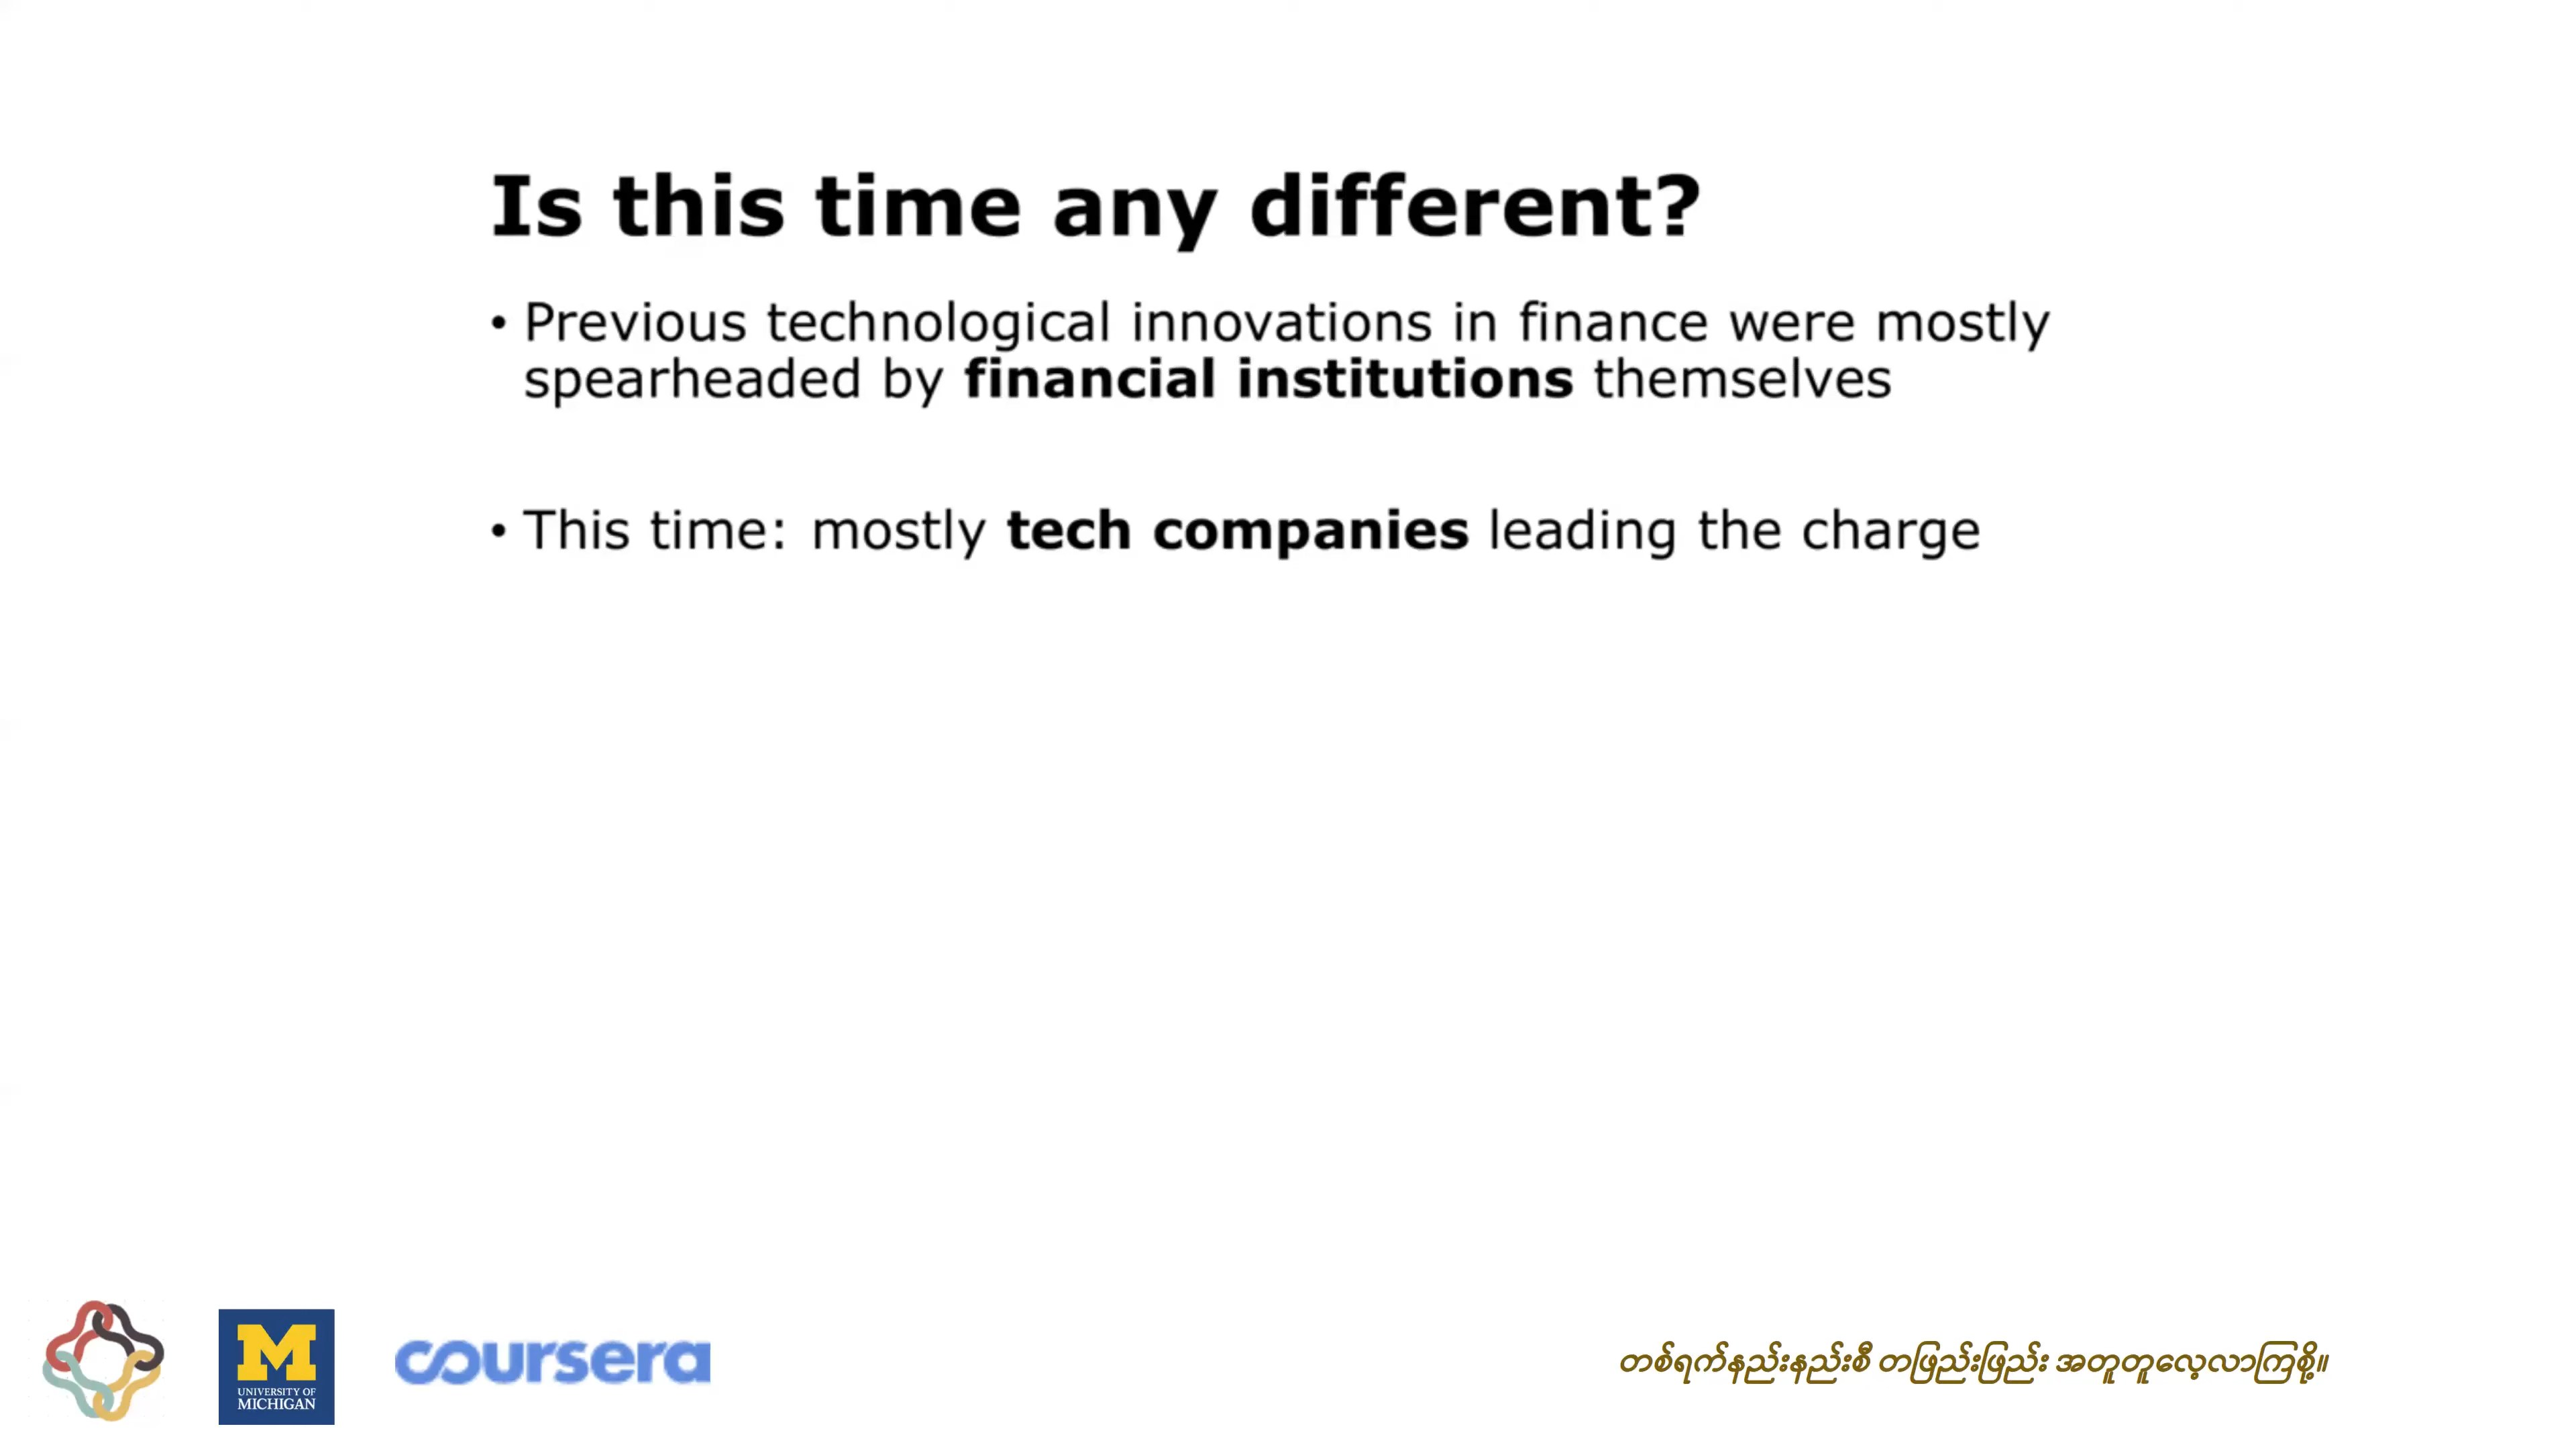 Is this time any different?
• Previous technological innovations in finance were mostly
spearheaded by financial institutions themselves
• This time: mostly tech companies leading the charge
M
UNIVERSITY OF
MICHIGAN
coursera
တစ်ရက်နည်းနည်းစီ တဖြည်းဖြည်း အတူတူလေ့လာကြစို့။